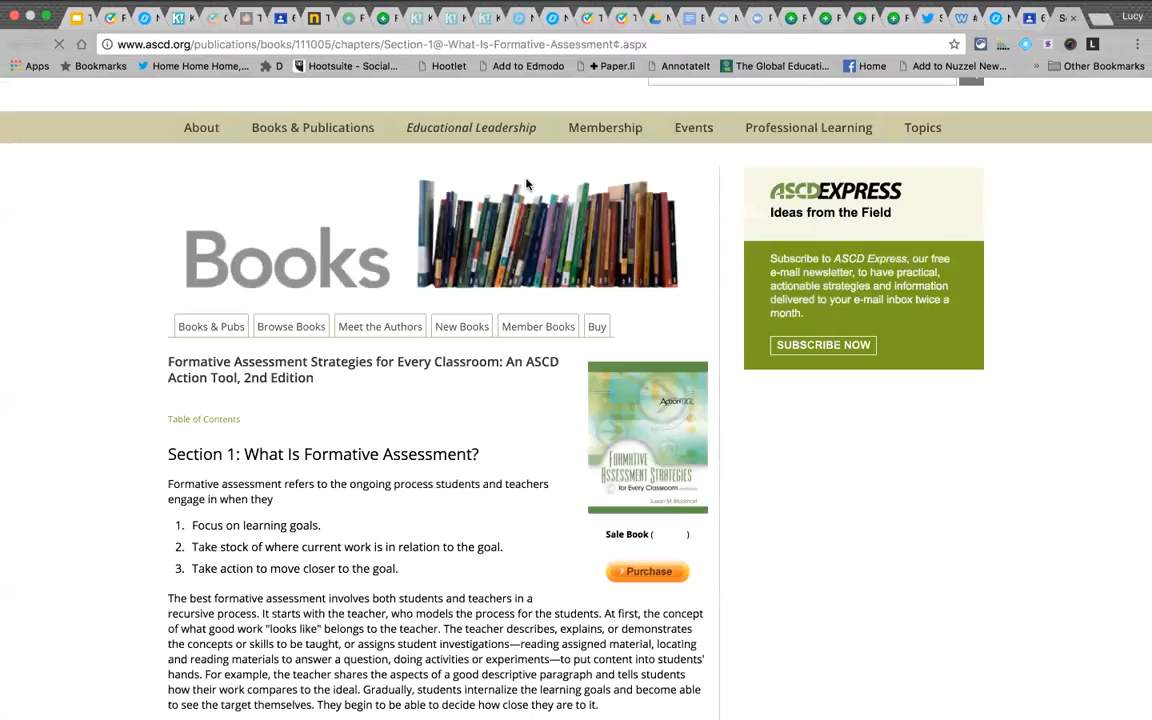 Lucy
www.ascd.org/publications/books/111005/chapters/Section-1@-What-Is-Formative-Assessment¢.aspx
Apps Bookmarks Home Home Home,... D Hootsuite - Social... Hootlet Add to Edmodo + Paper.li AnnotateIt The Global Educati... Home Add to Nuzzel New... » Other Bookmarks
About Books & Publications Educational Leadership Membership Events Professional Learning Topics
Books
ASCDEXPRESS
Ideas from the Field
Subscribe to ASCD Express, our free
e-mail newsletter, to have practical,
actionable strategies and information
delivered to your e-mail inbox twice a
month.
SUBSCRIBE NOW
Books & Pubs Browse Books Meet the Authors New Books Member Books Buy
Formative Assessment Strategies for Every Classroom: An ASCD
Action Tool, 2nd Edition
Table of Contents
Section 1: What Is Formative Assessment?
Formative assessment refers to the ongoing process students and teachers
engage in when they
1. Focus on learning goals.
2. Take stock of where current work is in relation to the goal.
3. Take action to move closer to the goal.
Action
FORMATIVE
ASSESSMENT STRATEGIES
for Every Classroom
Susan M. Brookhart
Sale Book ( )
Purchase
The best formative assessment involves both students and teachers in a
recursive process. It starts with the teacher, who models the process for the students. At first, the concept
of what good work "looks like" belongs to the teacher. The teacher describes, explains, or demonstrates
the concepts or skills to be taught, or assigns student investigations—reading assigned material, locating
and reading materials to answer a question, doing activities or experiments—to put content into students'
hands. For example, the teacher shares the aspects of a good descriptive paragraph and tells students
how their work compares to the ideal. Gradually, students internalize the learning goals and become able
to see the target themselves. They begin to be able to decide how close they are to it.